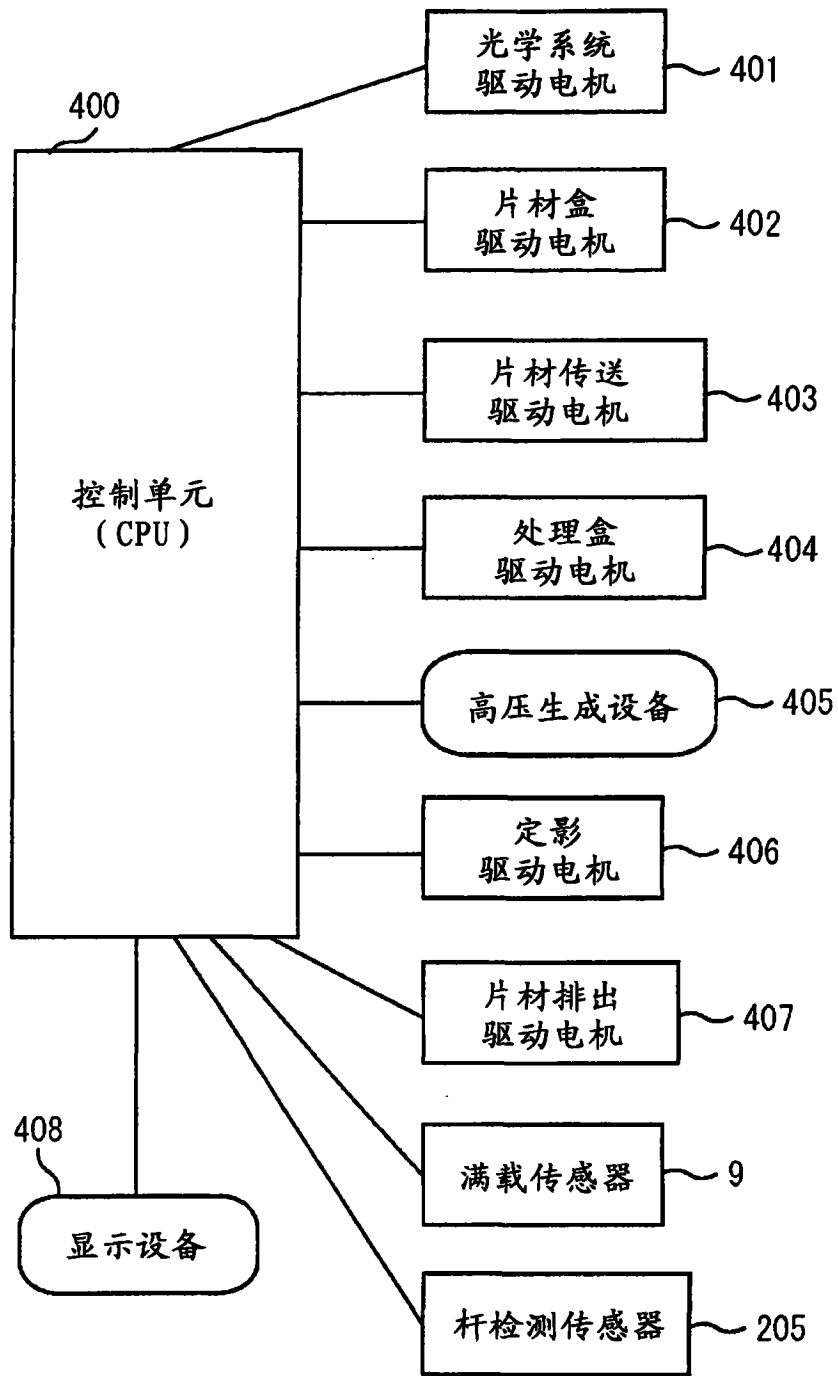 光学系统
驱动电机
401
400
片材盒
驱动电机
402
片材传送
驱动电机
403
控制单元
(CPU)
处理盒
驱动电机
404
高压生成设备
405
定影
驱动电机
406
片材排出
驱动电机
407
408
满载传感器
9
显示设备
杆检测传感器
205